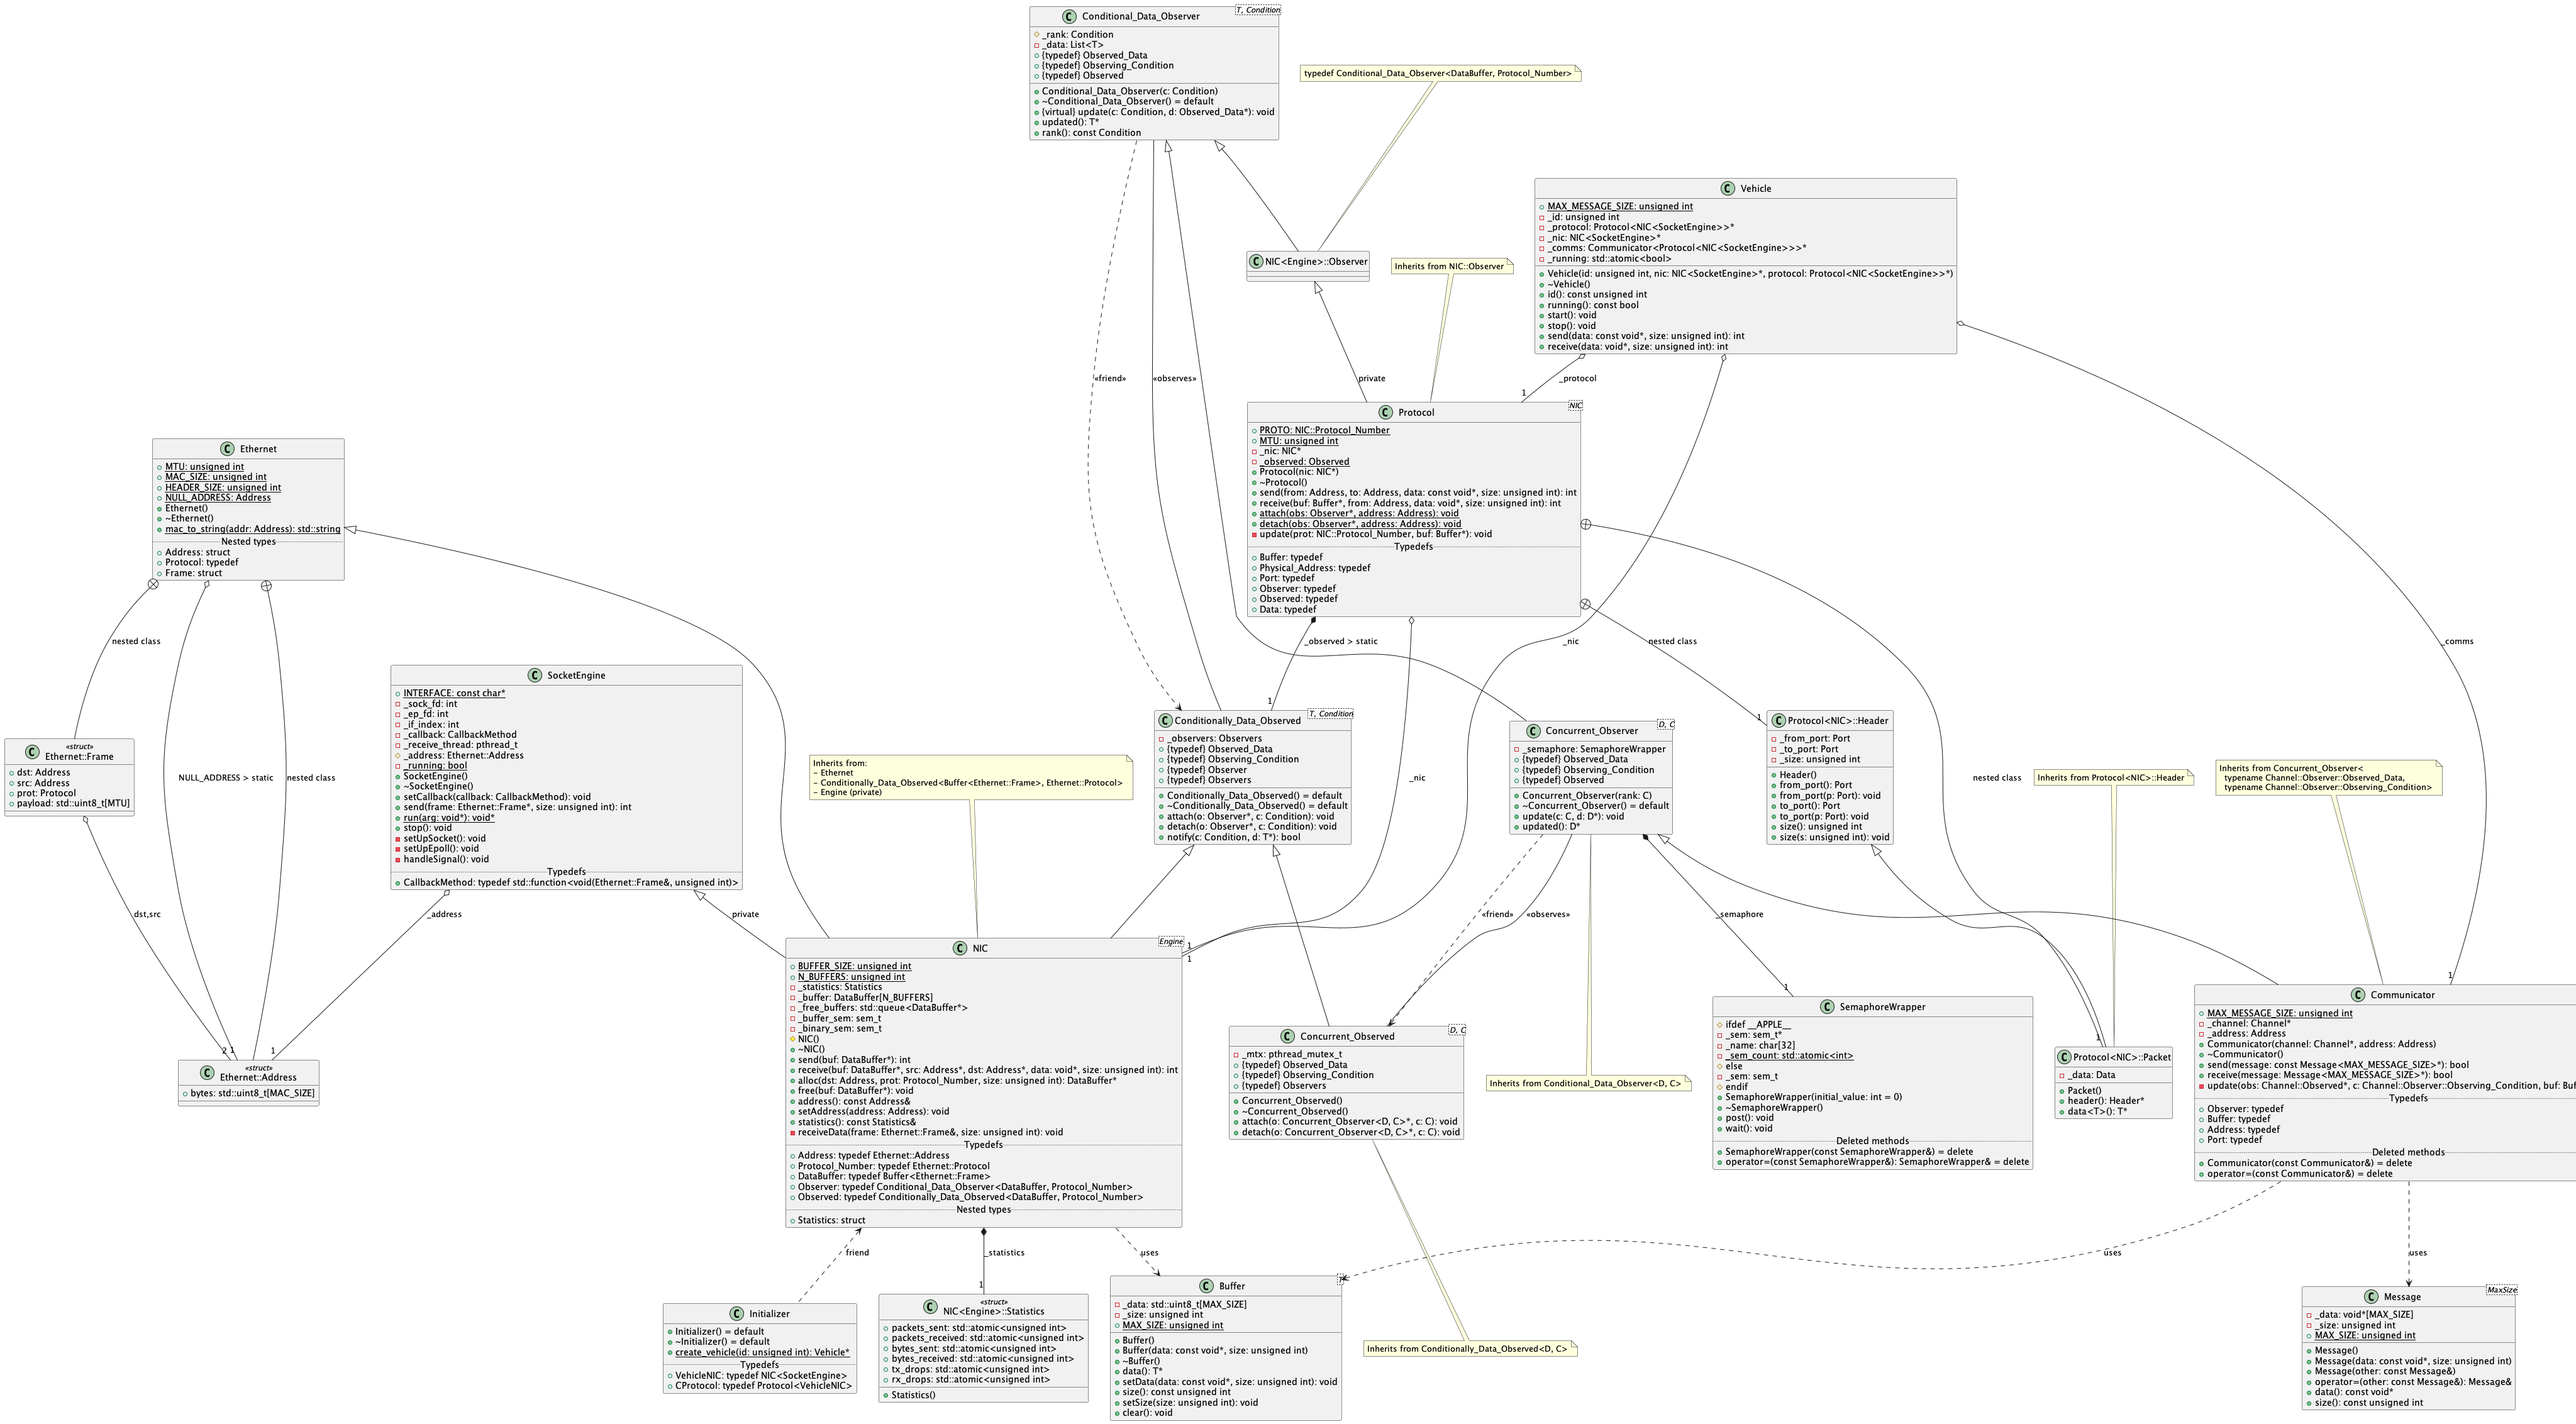 Conditional_Data_Observer
T, Condition
_rank: Condition
_data: List<T>
{typedef} Observed_Data
{typedef} Observing_Condition
{typedef} Observed
Conditional_Data_Observer(c: Condition)
~Conditional_Data_Observer() = default
{virtual} update(c: Condition, d: Observed_Data*): void
updated(): T*
rank(): const Condition
typedef Conditional_Data_Observer<DataBuffer, Protocol_Number>
Vehicle
MAX_MESSAGE_SIZE: unsigned int
_id: unsigned int
_protocol: Protocol<NIC<SocketEngine>>*
_nic: NIC<SocketEngine>*
_comms: Communicator<Protocol<NIC<SocketEngine>>>*
_running: std::atomic<bool>
Vehicle(id: unsigned int, nic: NIC<SocketEngine>*, protocol: Protocol<NIC<SocketEngine>>*)
~Vehicle()
id(): const unsigned int
running(): const bool
start(): void
stop(): void
send(data: const void*, size: unsigned int): int
receive(data: void*, size: unsigned int): int
NIC<Engine>::Observer
Inherits from NIC::Observer
«friend»
«observes»
private
_protocol
1
Protocol
NIC
PROTO: NIC::Protocol_Number
MTU: unsigned int
_nic: NIC*
_observed: Observed
Protocol(nic: NIC*)
~Protocol()
send(from: Address, to: Address, data: const void*, size: unsigned int): int
receive(buf: Buffer*, from: Address, data: void*, size: unsigned int): int
attach(obs: Observer*, address: Address): void
detach(obs: Observer*, address: Address): void
update(prot: NIC::Protocol_Number, buf: Buffer*): void
Typedefs
Buffer: typedef
Physical_Address: typedef
Port: typedef
Observer: typedef
Observed: typedef
Data: typedef
Ethernet
MTU: unsigned int
MAC_SIZE: unsigned int
HEADER_SIZE: unsigned int
NULL_ADDRESS: Address
Ethernet()
~Ethernet()
mac_to_string(addr: Address): std::string
Nested types
Address: struct
Protocol: typedef
Frame: struct
nested class
_observed > static
_nic
nested class
_comms
SocketEngine
INTERFACE: const char*
_sock_fd: int
_ep_fd: int
_if_index: int
_callback: CallbackMethod
_receive_thread: pthread_t
_address: Ethernet::Address
_running: bool
SocketEngine()
~SocketEngine()
setCallback(callback: CallbackMethod): void
send(frame: Ethernet::Frame*, size: unsigned int): int
run(arg: void*): void*
stop(): void
setUpSocket(): void
setUpEpoll(): void
handleSignal(): void
Typedefs
CallbackMethod: typedef std::function<void(Ethernet::Frame&, unsigned int)>
«struct»
Ethernet::Frame
dst: Address
src: Address
prot: Protocol
payload: std::uint8_t[MTU]
NULL_ADDRESS > static
nested class
Inherits from:
- Ethernet
- Conditionally_Data_Observed<Buffer<Ethernet::Frame>, Ethernet::Protocol>
- Engine (private)
1
Conditionally_Data_Observed
T, Condition
_observers: Observers
{typedef} Observed_Data
{typedef} Observing_Condition
{typedef} Observer
{typedef} Observers
Conditionally_Data_Observed() = default
~Conditionally_Data_Observed() = default
attach(o: Observer*, c: Condition): void
detach(o: Observer*, c: Condition): void
notify(c: Condition, d: T*): bool
_nic
Concurrent_Observer
D, C
_semaphore: SemaphoreWrapper
{typedef} Observed_Data
{typedef} Observing_Condition
{typedef} Observed
Concurrent_Observer(rank: C)
~Concurrent_Observer() = default
update(c: C, d: D*): void
updated(): D*
1
Protocol<NIC>::Header
_from_port: Port
_to_port: Port
_size: unsigned int
Header()
from_port(): Port
from_port(p: Port): void
to_port(): Port
to_port(p: Port): void
size(): unsigned int
size(s: unsigned int): void
nested class
Inherits from Protocol<NIC>::Header
Inherits from Concurrent_Observer<
typename Channel::Observer::Observed_Data,
typename Channel::Observer::Observing_Condition>
dst,src
_address
private
«friend»
«observes»
_semaphore
2
1
1
1
1
1
1
1
«struct»
Ethernet::Address
bytes: std::uint8_t[MAC_SIZE]
NIC
Engine
BUFFER_SIZE: unsigned int
N_BUFFERS: unsigned int
_statistics: Statistics
_buffer: DataBuffer[N_BUFFERS]
_free_buffers: std::queue<DataBuffer*>
_buffer_sem: sem_t
_binary_sem: sem_t
NIC()
~NIC()
send(buf: DataBuffer*): int
receive(buf: DataBuffer*, src: Address*, dst: Address*, data: void*, size: unsigned int): int
alloc(dst: Address, prot: Protocol_Number, size: unsigned int): DataBuffer*
free(buf: DataBuffer*): void
address(): const Address&
setAddress(address: Address): void
statistics(): const Statistics&
receiveData(frame: Ethernet::Frame&, size: unsigned int): void
Typedefs
Address: typedef Ethernet::Address
Protocol_Number: typedef Ethernet::Protocol
DataBuffer: typedef Buffer<Ethernet::Frame>
Observer: typedef Conditional_Data_Observer<DataBuffer, Protocol_Number>
Observed: typedef Conditionally_Data_Observed<DataBuffer, Protocol_Number>
Nested types
Statistics: struct
Concurrent_Observed
D, C
_mtx: pthread_mutex_t
{typedef} Observed_Data
{typedef} Observing_Condition
{typedef} Observers
Concurrent_Observed()
~Concurrent_Observed()
attach(o: Concurrent_Observer<D, C>*, c: C): void
detach(o: Concurrent_Observer<D, C>*, c: C): void
Inherits from Conditional_Data_Observer<D, C>
SemaphoreWrapper
ifdef __APPLE__
_sem: sem_t*
_name: char[32]
_sem_count: std::atomic<int>
else
_sem: sem_t
endif
SemaphoreWrapper(initial_value: int = 0)
~SemaphoreWrapper()
post(): void
wait(): void
Deleted methods
SemaphoreWrapper(const SemaphoreWrapper&) = delete
operator=(const SemaphoreWrapper&): SemaphoreWrapper& = delete
Protocol<NIC>::Packet
_data: Data
Packet()
header(): Header*
data<T>(): T*
Communicator
MAX_MESSAGE_SIZE: unsigned int
_channel: Channel*
_address: Address
Communicator(channel: Channel*, address: Address)
~Communicator()
send(message: const Message<MAX_MESSAGE_SIZE>*): bool
receive(message: Message<MAX_MESSAGE_SIZE>*): bool
update(obs: Channel::Observed*, c: Channel::Observer::Observing_Condition, buf: Buf
Typedefs
Observer: typedef
Buffer: typedef
Address: typedef
Port: typedef
Deleted methods
Communicator(const Communicator&) = delete
operator=(const Communicator&) = delete
friend
_statistics
1
uses
uses
uses
Initializer
Initializer() = default
~Initializer() = default
create_vehicle(id: unsigned int): Vehicle*
Typedefs
VehicleNIC: typedef NIC<SocketEngine>
CProtocol: typedef Protocol<VehicleNIC>
«struct»
NIC<Engine>::Statistics
packets_sent: std::atomic<unsigned int>
packets_received: std::atomic<unsigned int>
bytes_sent: std::atomic<unsigned int>
bytes_received: std::atomic<unsigned int>
tx_drops: std::atomic<unsigned int>
rx_drops: std::atomic<unsigned int>
Statistics()
Buffer
T
_data: std::uint8_t[MAX_SIZE]
_size: unsigned int
MAX_SIZE: unsigned int
Buffer()
Buffer(data: const void*, size: unsigned int)
~Buffer()
data(): T*
setData(data: const void*, size: unsigned int): void
size(): const unsigned int
setSize(size: unsigned int): void
clear(): void
Inherits from Conditionally_Data_Observed<D, C>
Message
MaxSize
_data: void*[MAX_SIZE]
_size: unsigned int
MAX_SIZE: unsigned int
Message()
Message(data: const void*, size: unsigned int)
Message(other: const Message&)
operator=(other: const Message&): Message&
data(): const void*
size(): const unsigned int